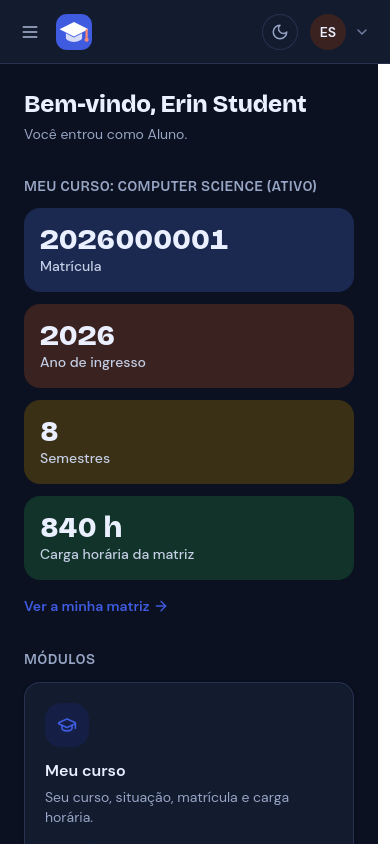 ES
Bem-vindo, Erin Student
Você entrou como Aluno.
MEU CURSO: COMPUTER SCIENCE (ATIVO)
2026000001
Matrícula
2026
Ano de ingresso
8
Semestres
840 h
Carga horária da matriz
Ver a minha matriz →
MÓDULOS
Meu curso
Seu curso, situação, matrícula e carga
horária.